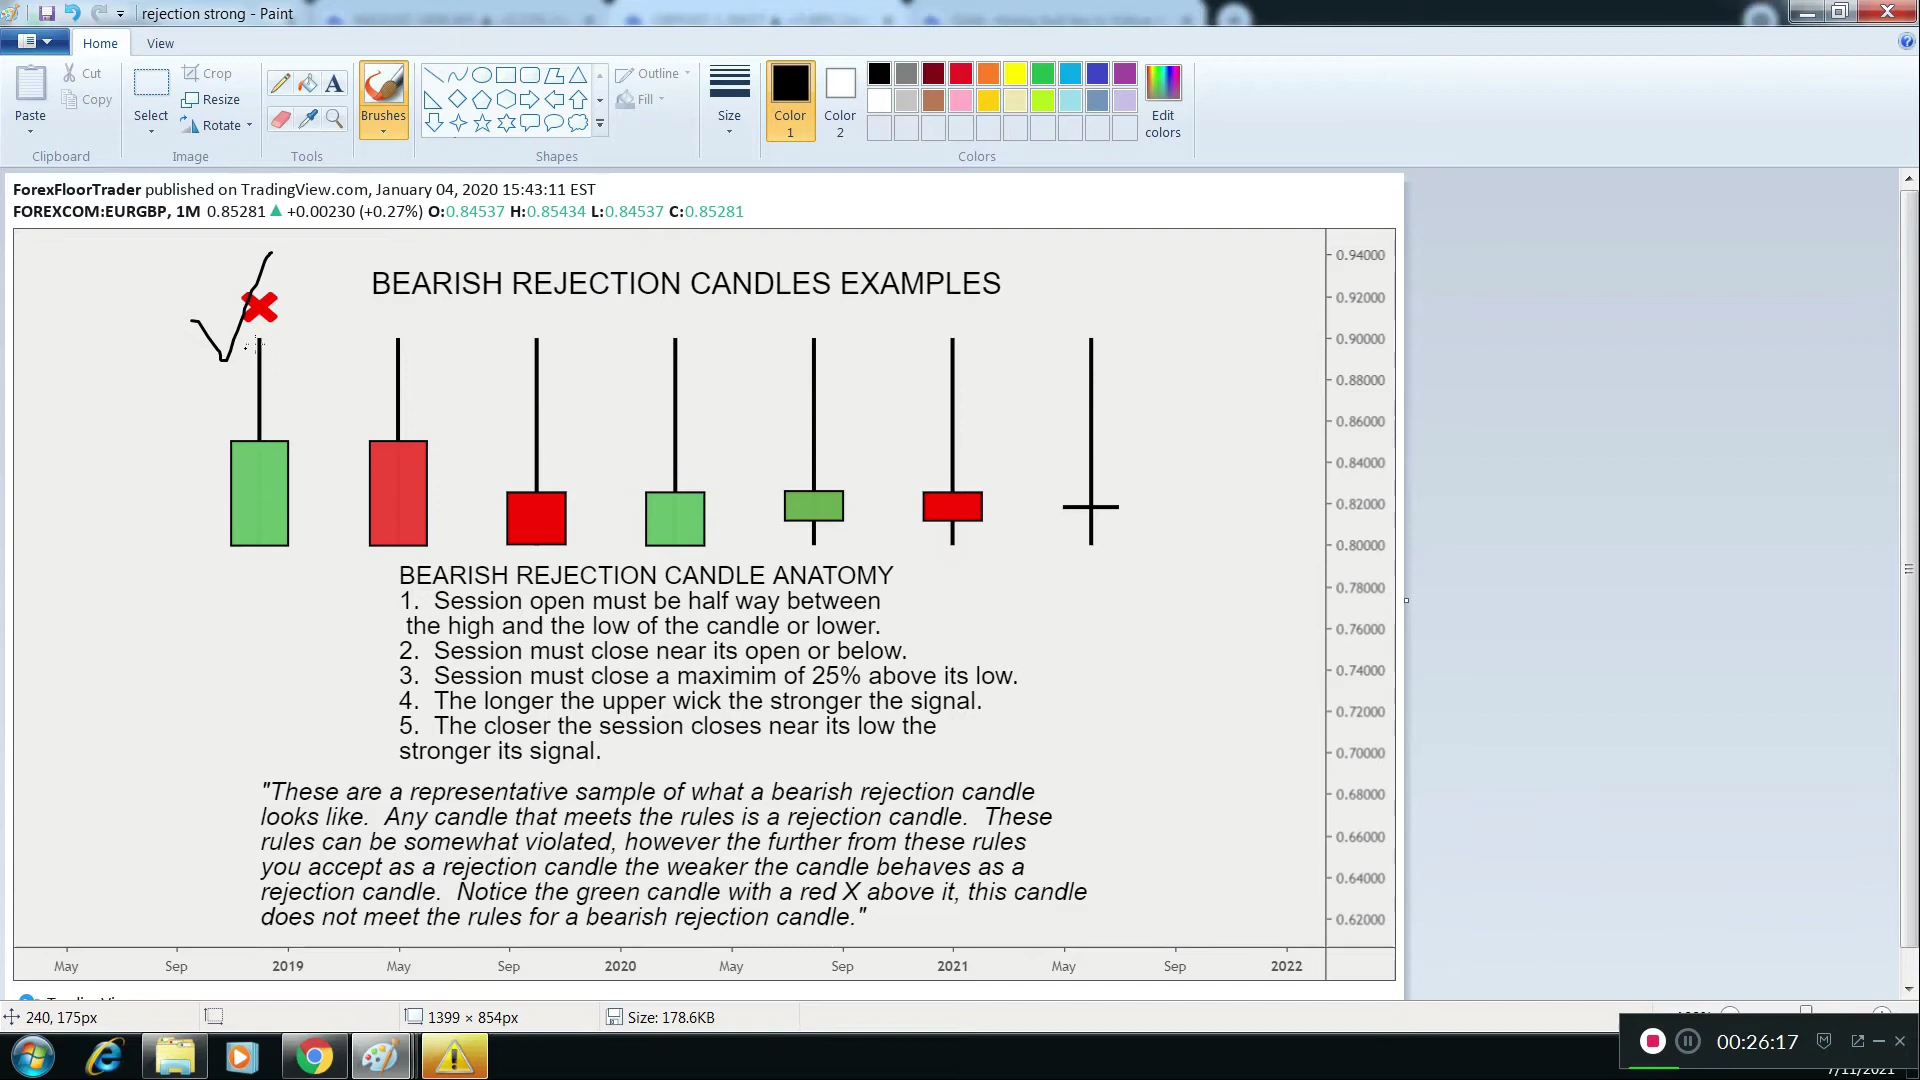 rejection strong - Paint
Home
View
Paste
Cut
Copy
Clipboard
Select
Crop
Resize
Rotate
Image
A
Tools
Brushes
Outline
Fill
Shapes
Size
Color
1
Color
2
Edit
colors
Colors
ForexFloorTrader published on TradingView.com, January 04, 2020 15:43:11 EST
FOREXCOM:EURGBP, 1M 0.85281 ▲ +0.00230 (+0.27%) O:0.84537 H:0.85434 L:0.84537 C:0.85281
BEARISH REJECTION CANDLES EXAMPLES
BEARISH REJECTION CANDLE ANATOMY
1. Session open must be half way between
the high and the low of the candle or lower.
2. Session must close near its open or below.
3. Session must close a maximim of 25% above its low.
4. The longer the upper wick the stronger the signal.
5. The closer the session closes near its low the
stronger its signal.
"These are a representative sample of what a bearish rejection candle
looks like. Any candle that meets the rules is a rejection candle. These
rules can be somewhat violated, however the further from these rules
you accept as a rejection candle the weaker the candle behaves as a
rejection candle. Notice the green candle with a red X above it, this candle
does not meet the rules for a bearish rejection candle."
0.94000
0.92000
0.90000
0.88000
0.86000
0.84000
0.82000
0.80000
0.78000
0.76000
0.74000
0.72000
0.70000
0.68000
0.66000
0.64000
0.62000
May Sep 2019 May Sep 2020 May Sep 2021 May Sep 2022
240, 175px
1399 × 854px
Size: 178.6KB
00:26:17
7/11/2021